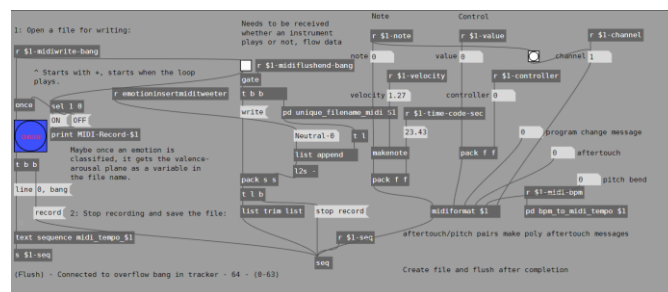 1: Open a file for writing:
r $1-midiwrite-bang
^ Starts with +, starts when the loop
plays.
once
sel 1 0
ON
OFF
print MIDI-Record-$1
Maybe once an emotion is
classified, it gets the valence-
arousal plane as a variable in
the file name.
t b b
line 0, bang
record
2: Stop recording and save the file:
text sequence midi_tempo_$1
s $1-seq
(Flush) - Connected to overflow bang in tracker - 64 - (0-63)
Needs to be received
whether an instrument
plays or not, flow data
r $1-midiflushend-bang
gate
r emotioninsertmiditweeter
t b b
write
pd unique_filename_midi $1
Neutral-0
t l
list append
l2s -
pack s s
t l b
list trim
list
stop record
r $1-seq
seq
Note
r $1-note
note
0
r $1-velocity
velocity
1.27
r $1-time-code-sec
23.43
makenote
pack f f
Control
r $1-value
value
0
r $1-controller
controller
0
pack f f
r $1-channel
channel
1
0
program change message
0
aftertouch
0
pitch bend
r $1-midi-bpm
midiformat $1
pd bpm_to_midi_tempo $1
aftertouch/pitch pairs make poly aftertouch messages
Create file and flush after completion